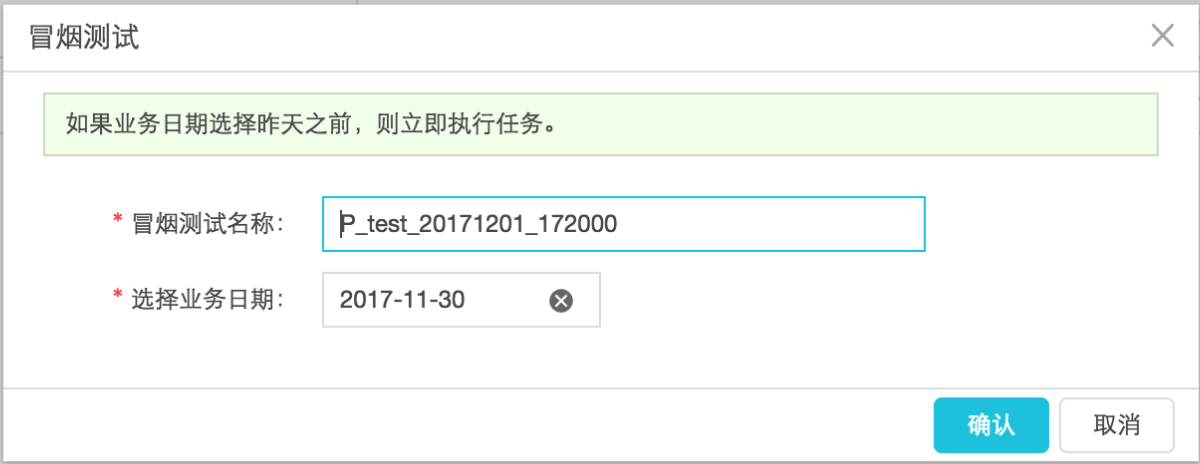 冒烟测试
如果业务日期选择昨天之前，则立即执行任务。
* 冒烟测试名称： P_test_20171201_172000
* 选择业务日期： 2017-11-30
确认 取消